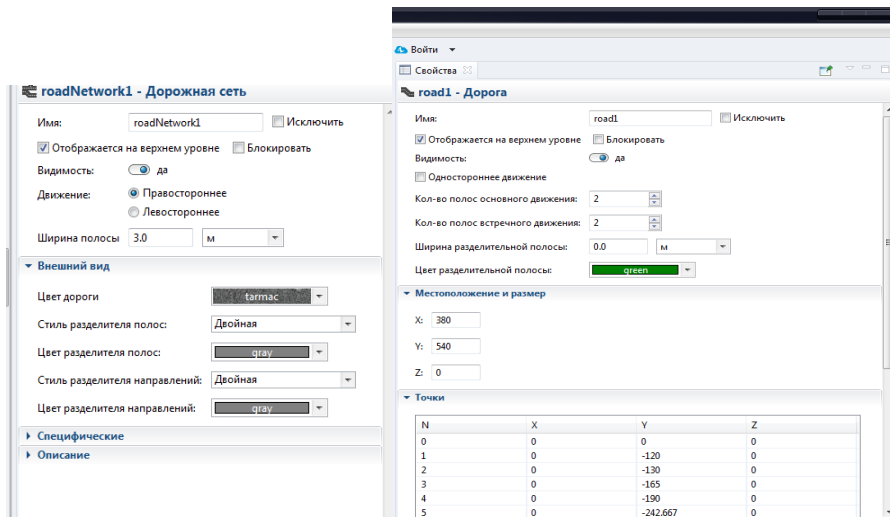 roadNetwork1 - Дорожная сеть
Имя: roadNetwork1 Исключить
Отображается на верхнем уровне Блокировать
Видимость: да
Движение: Правостороннее
Левостороннее
Ширина полосы 3.0 м
Внешний вид
Цвет дороги tarmac
Стиль разделителя полос: Двойная
Цвет разделителя полос: gray
Стиль разделителя направлений: Двойная
Цвет разделителя направлений: gray
Специфические
Описание
Войти
Свойства
road1 - Дорога
Имя: road1 Исключить
Отображается на верхнем уровне Блокировать
Видимость: да
Одностороннее движение
Кол-во полос основного движения: 2
Кол-во полос встречного движения: 2
Ширина разделительной полосы: 0.0 м
Цвет разделительной полосы: green
Местоположение и размер
X: 380
Y: 540
Z: 0
Точки
N X Y Z
0 0 0 0
1 0 -120 0
2 0 -130 0
3 0 -165 0
4 0 -190 0
5 0 -242.667 0